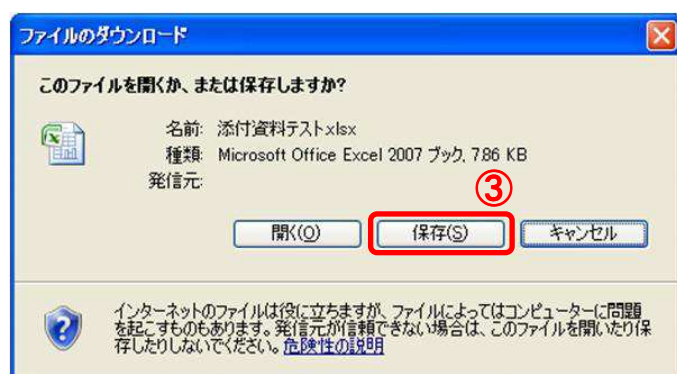 ファイルのダウンロード
このファイルを開くか、または保存しますか?
名前: 添付資料テスト.xlsx
種類: Microsoft Office Excel 2007 ブック, 7.86 KB
発信元:
③
開く(O) 保存(S) キャンセル
インターネットのファイルは役に立ちますが、ファイルによってはコンピューターに問題
を起こすものもあります。発信元が信頼できない場合は、このファイルを開いたり保
存したりしないでください。危険性の説明